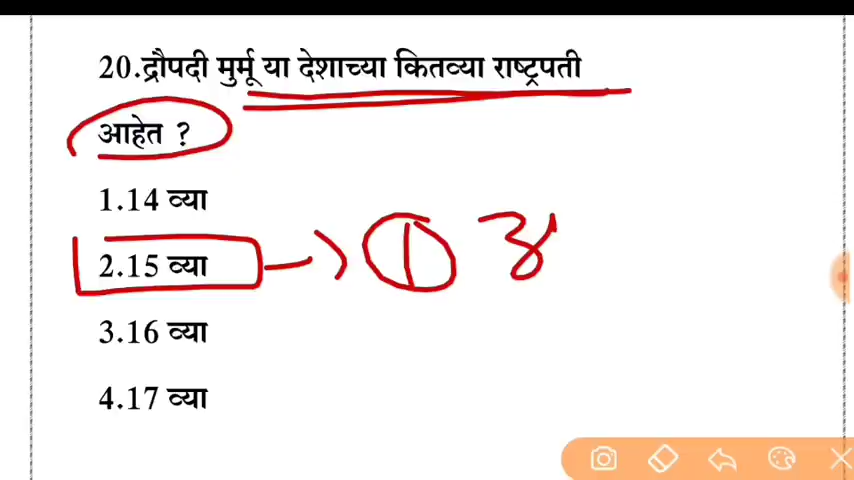 20.द्रौपदी मुर्मू या देशाच्या कितव्या राष्ट्रपती
आहेत ?
1.14 व्या
2.15 व्या
3.16 व्या
4.17 व्या